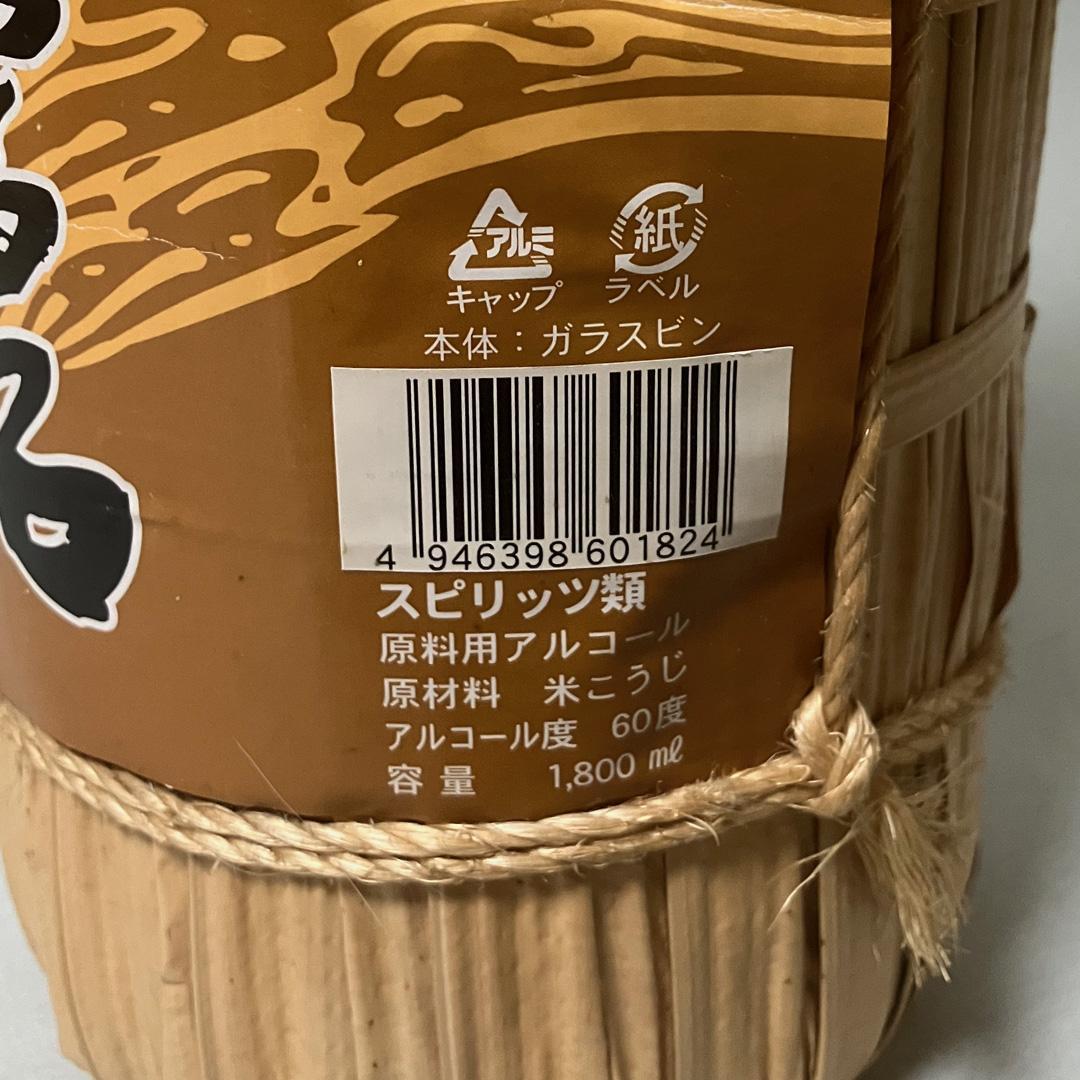 アルミ 紙
キャップ ラベル
本体：ガラスビン
4 946398 601824
スピリッツ類
原料用アルコール
原材料 米こうじ
アルコール度 60度
容量 1,800㎖